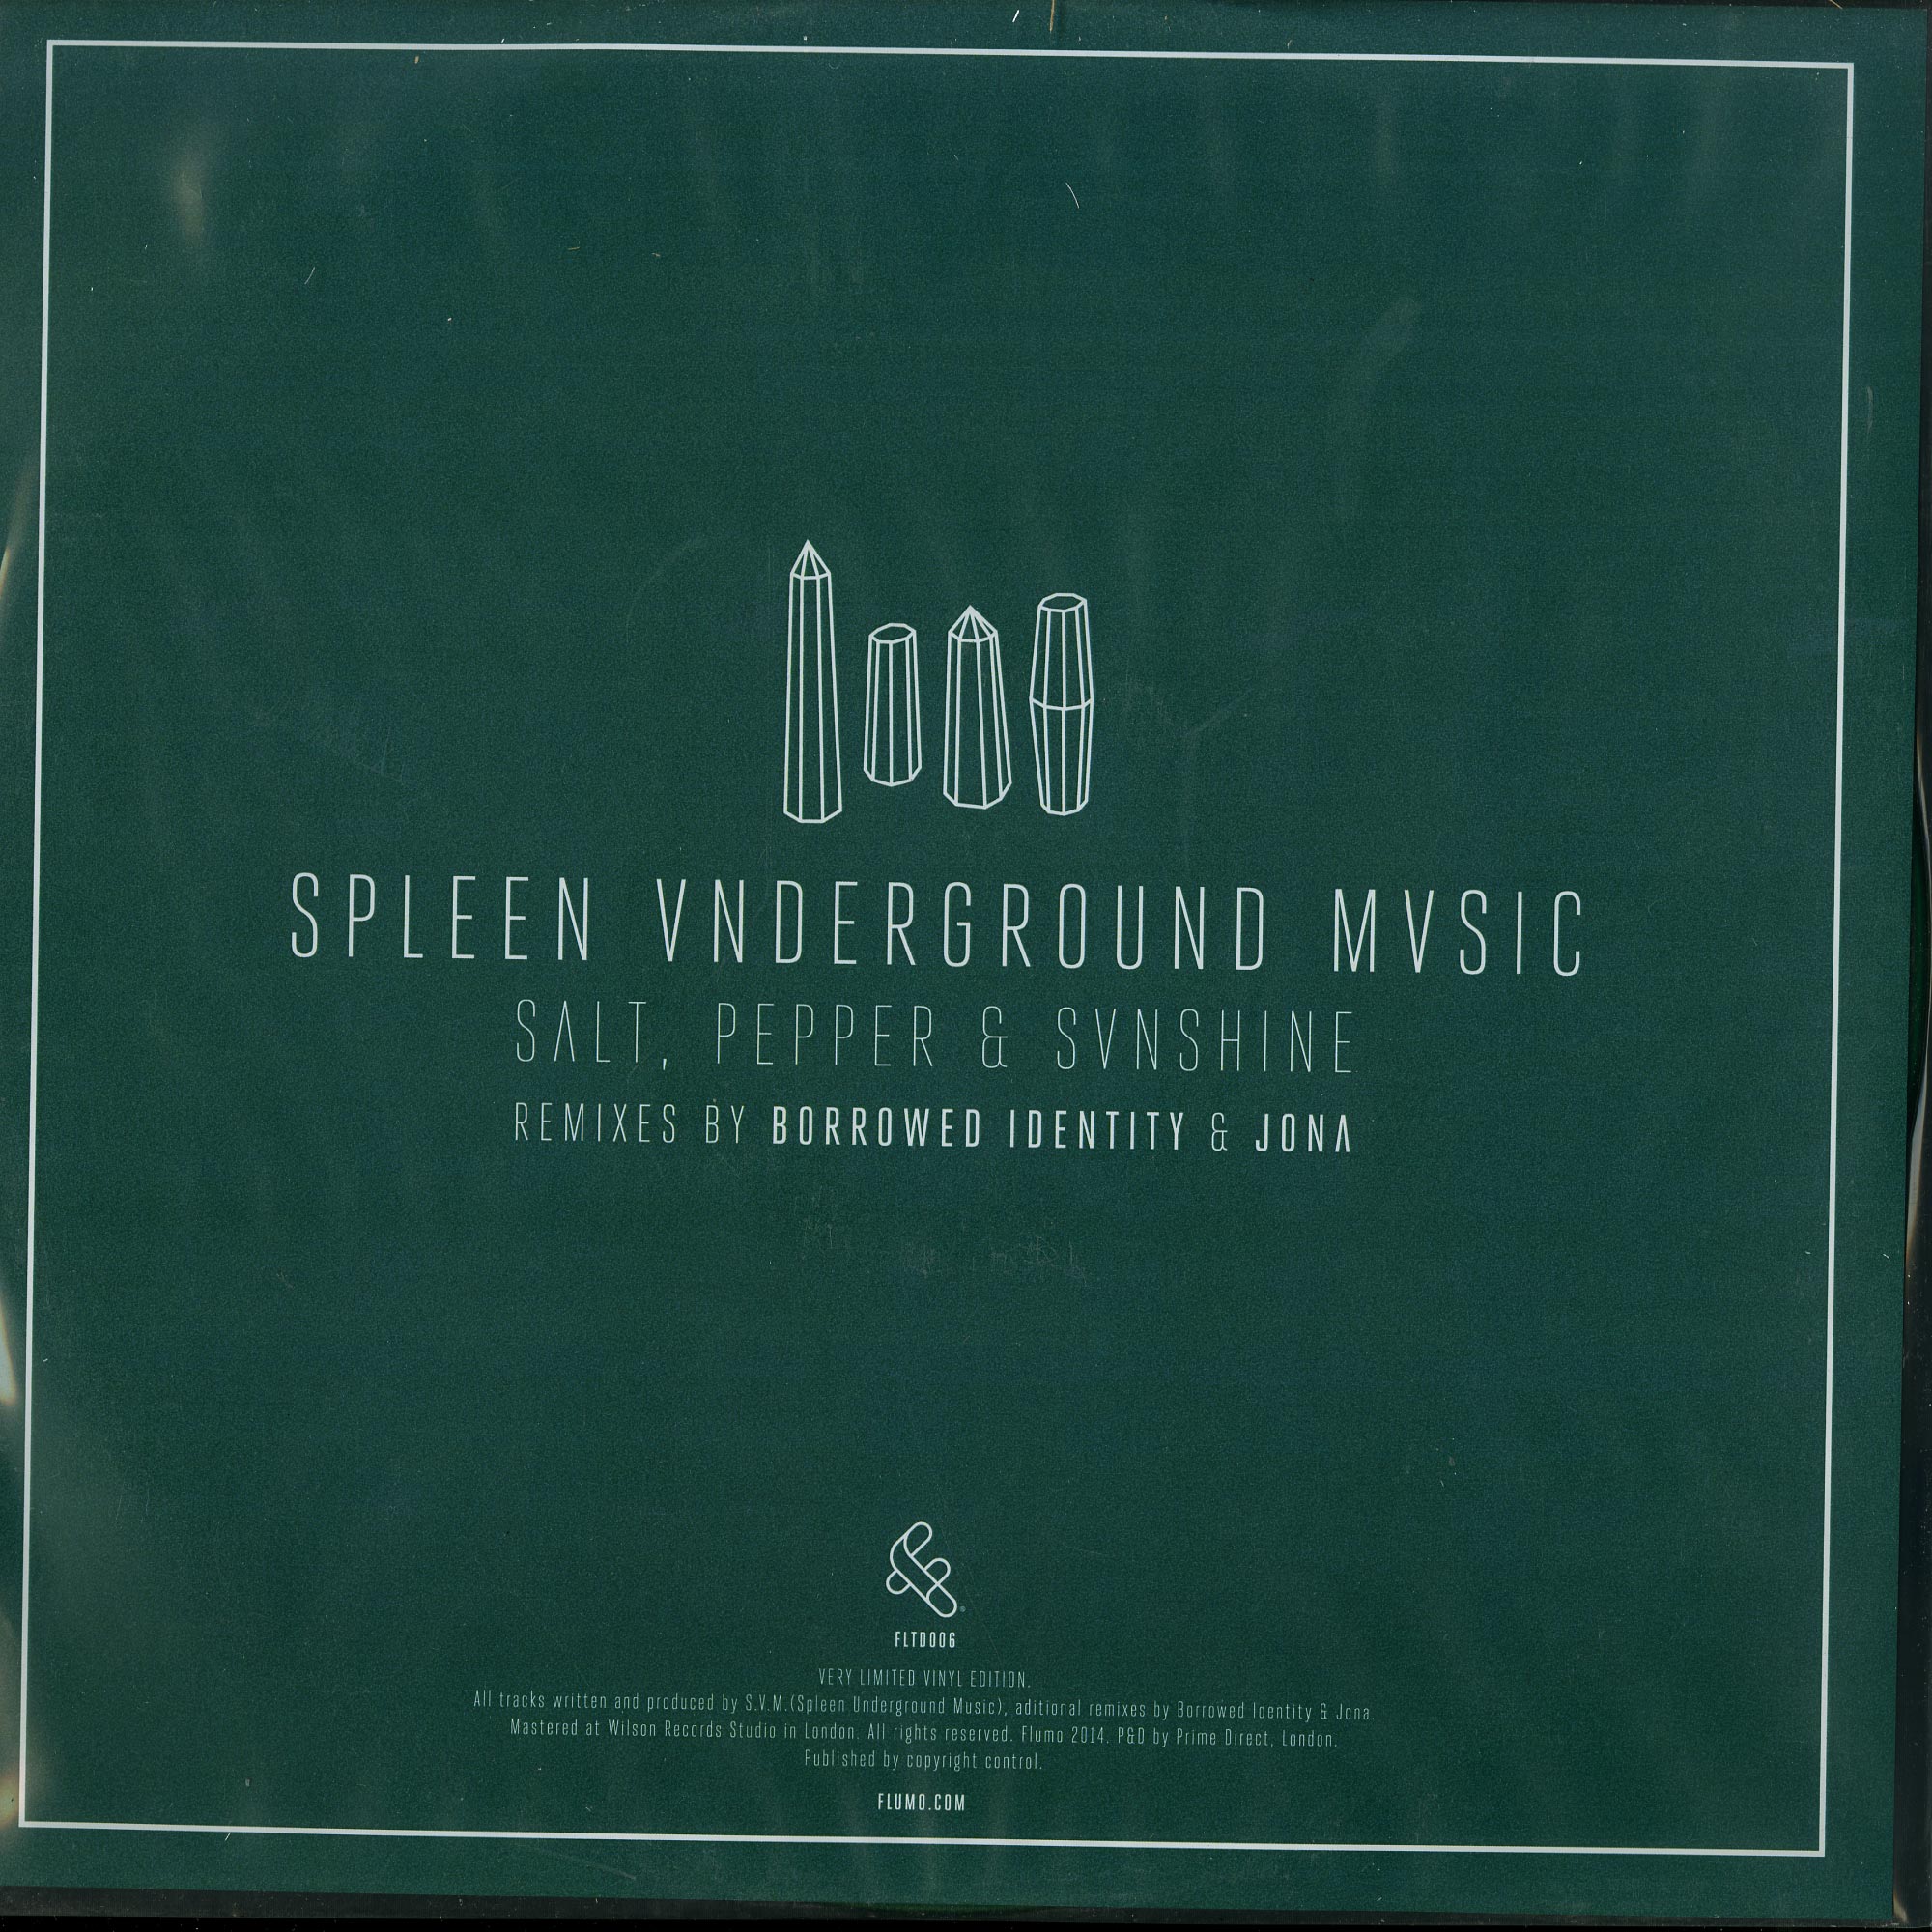 SPLEEN VNDERGROUND MVSIC
SALT, PEPPER & SVNSHINE
REMIXES BY BORROWED IDENTITY & JONA
FLTD006
VERY LIMITED VINYL EDITION.
All tracks written and produced by S.V.M.(Spleen Underground Music), aditional remixes by Borrowed Identity & Jona.
Mastered at Wilson Records Studio in London. All rights reserved. Flumo 2014. P&D by Prime Direct, London.
Published by copyright control.
FLUMO.COM